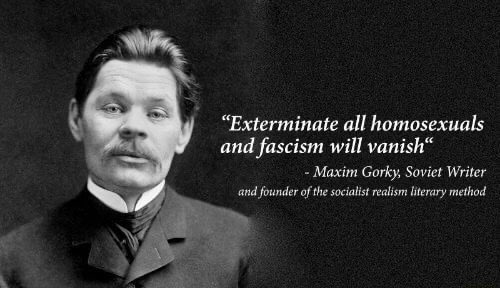 “Exterminate all homosexuals
and fascism will vanish“
- Maxim Gorky, Soviet Writer
and founder of the socialist realism literary method